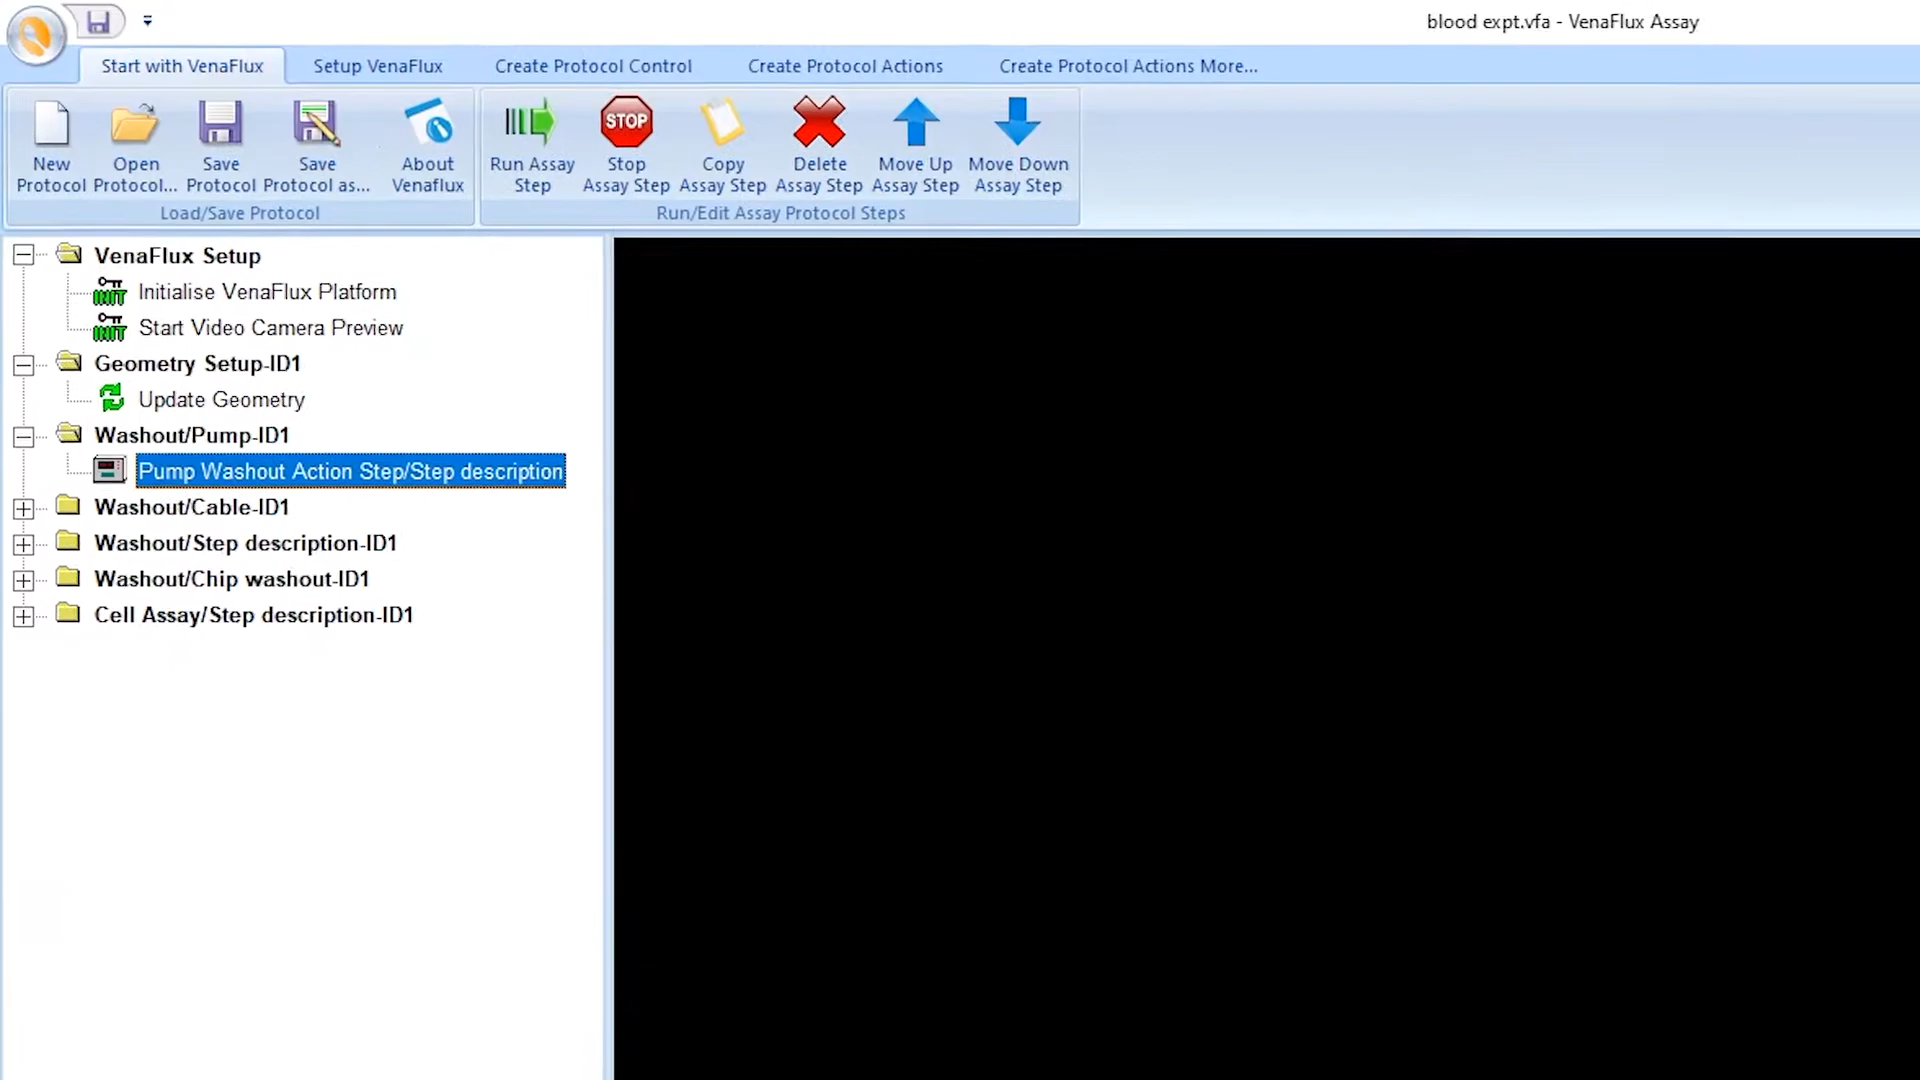 blood expt.vfa - VenaFlux Assay
Start with VenaFlux
Setup VenaFlux
Create Protocol Control
Create Protocol Actions
Create Protocol Actions More...
New Protocol
Open Protocol...
Save Protocol
Save Protocol as...
About Venaflux
Run Assay Step
STOP
Stop Assay Step
Copy Assay Step
Delete Assay Step
Move Up Assay Step
Move Down Assay Step
Load/Save Protocol
Run/Edit Assay Protocol Steps
VenaFlux Setup
INIT Initialise VenaFlux Platform
INIT Start Video Camera Preview
Geometry Setup-ID1
Update Geometry
Washout/Pump-ID1
Pump Washout Action Step/Step description
Washout/Cable-ID1
Washout/Step description-ID1
Washout/Chip washout-ID1
Cell Assay/Step description-ID1